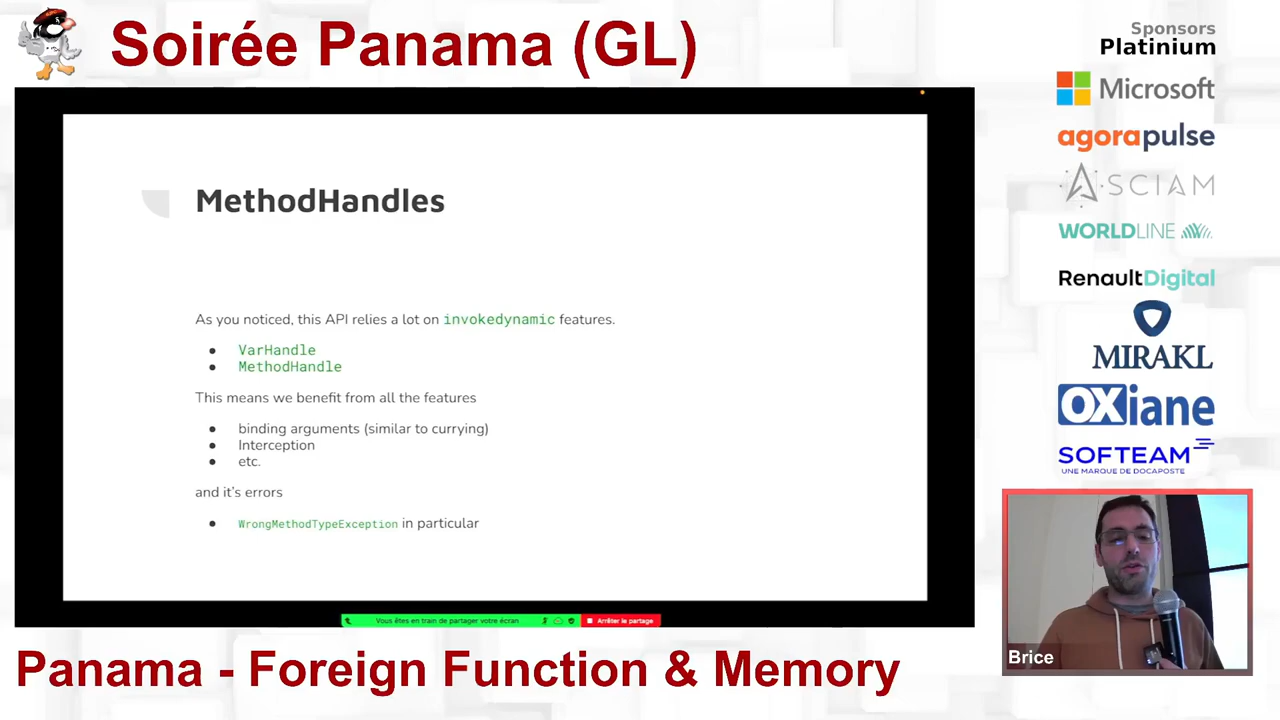 Soirée Panama (GL)
Sponsors
Platinium
Microsoft
agorapulse
SCIAM
WORLDLINE
RenaultDigital
MIRAKL
OXiane
SOFTEAM
UNE MARQUE DE DOCAPOSTE
MethodHandles
As you noticed, this API relies a lot on invokedynamic features.
● VarHandle
● MethodHandle
This means we benefit from all the features
● binding arguments (similar to currying)
● Interception
● etc.
and it's errors
● WrongMethodTypeException in particular
Vous êtes en train de partager votre écran
Arrêter le partage
Brice
Panama - Foreign Function & Memory